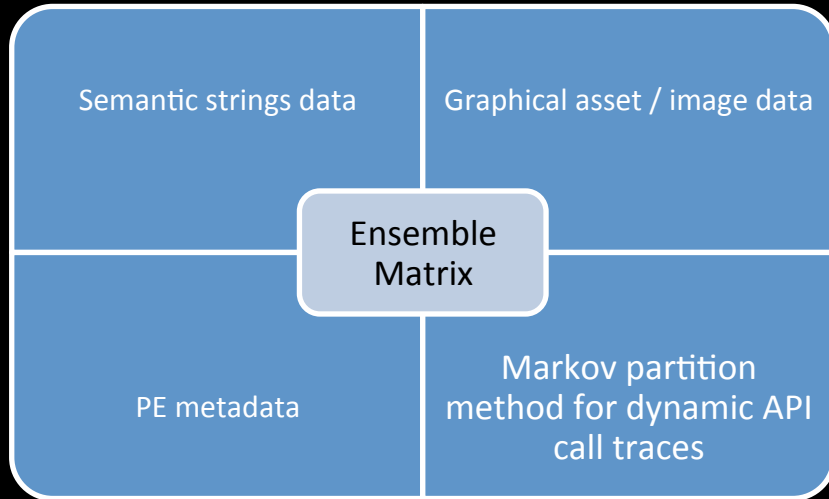 Semantic strings data
Graphical asset / image data
Ensemble
Matrix
PE metadata
Markov partition
method for dynamic API
call traces